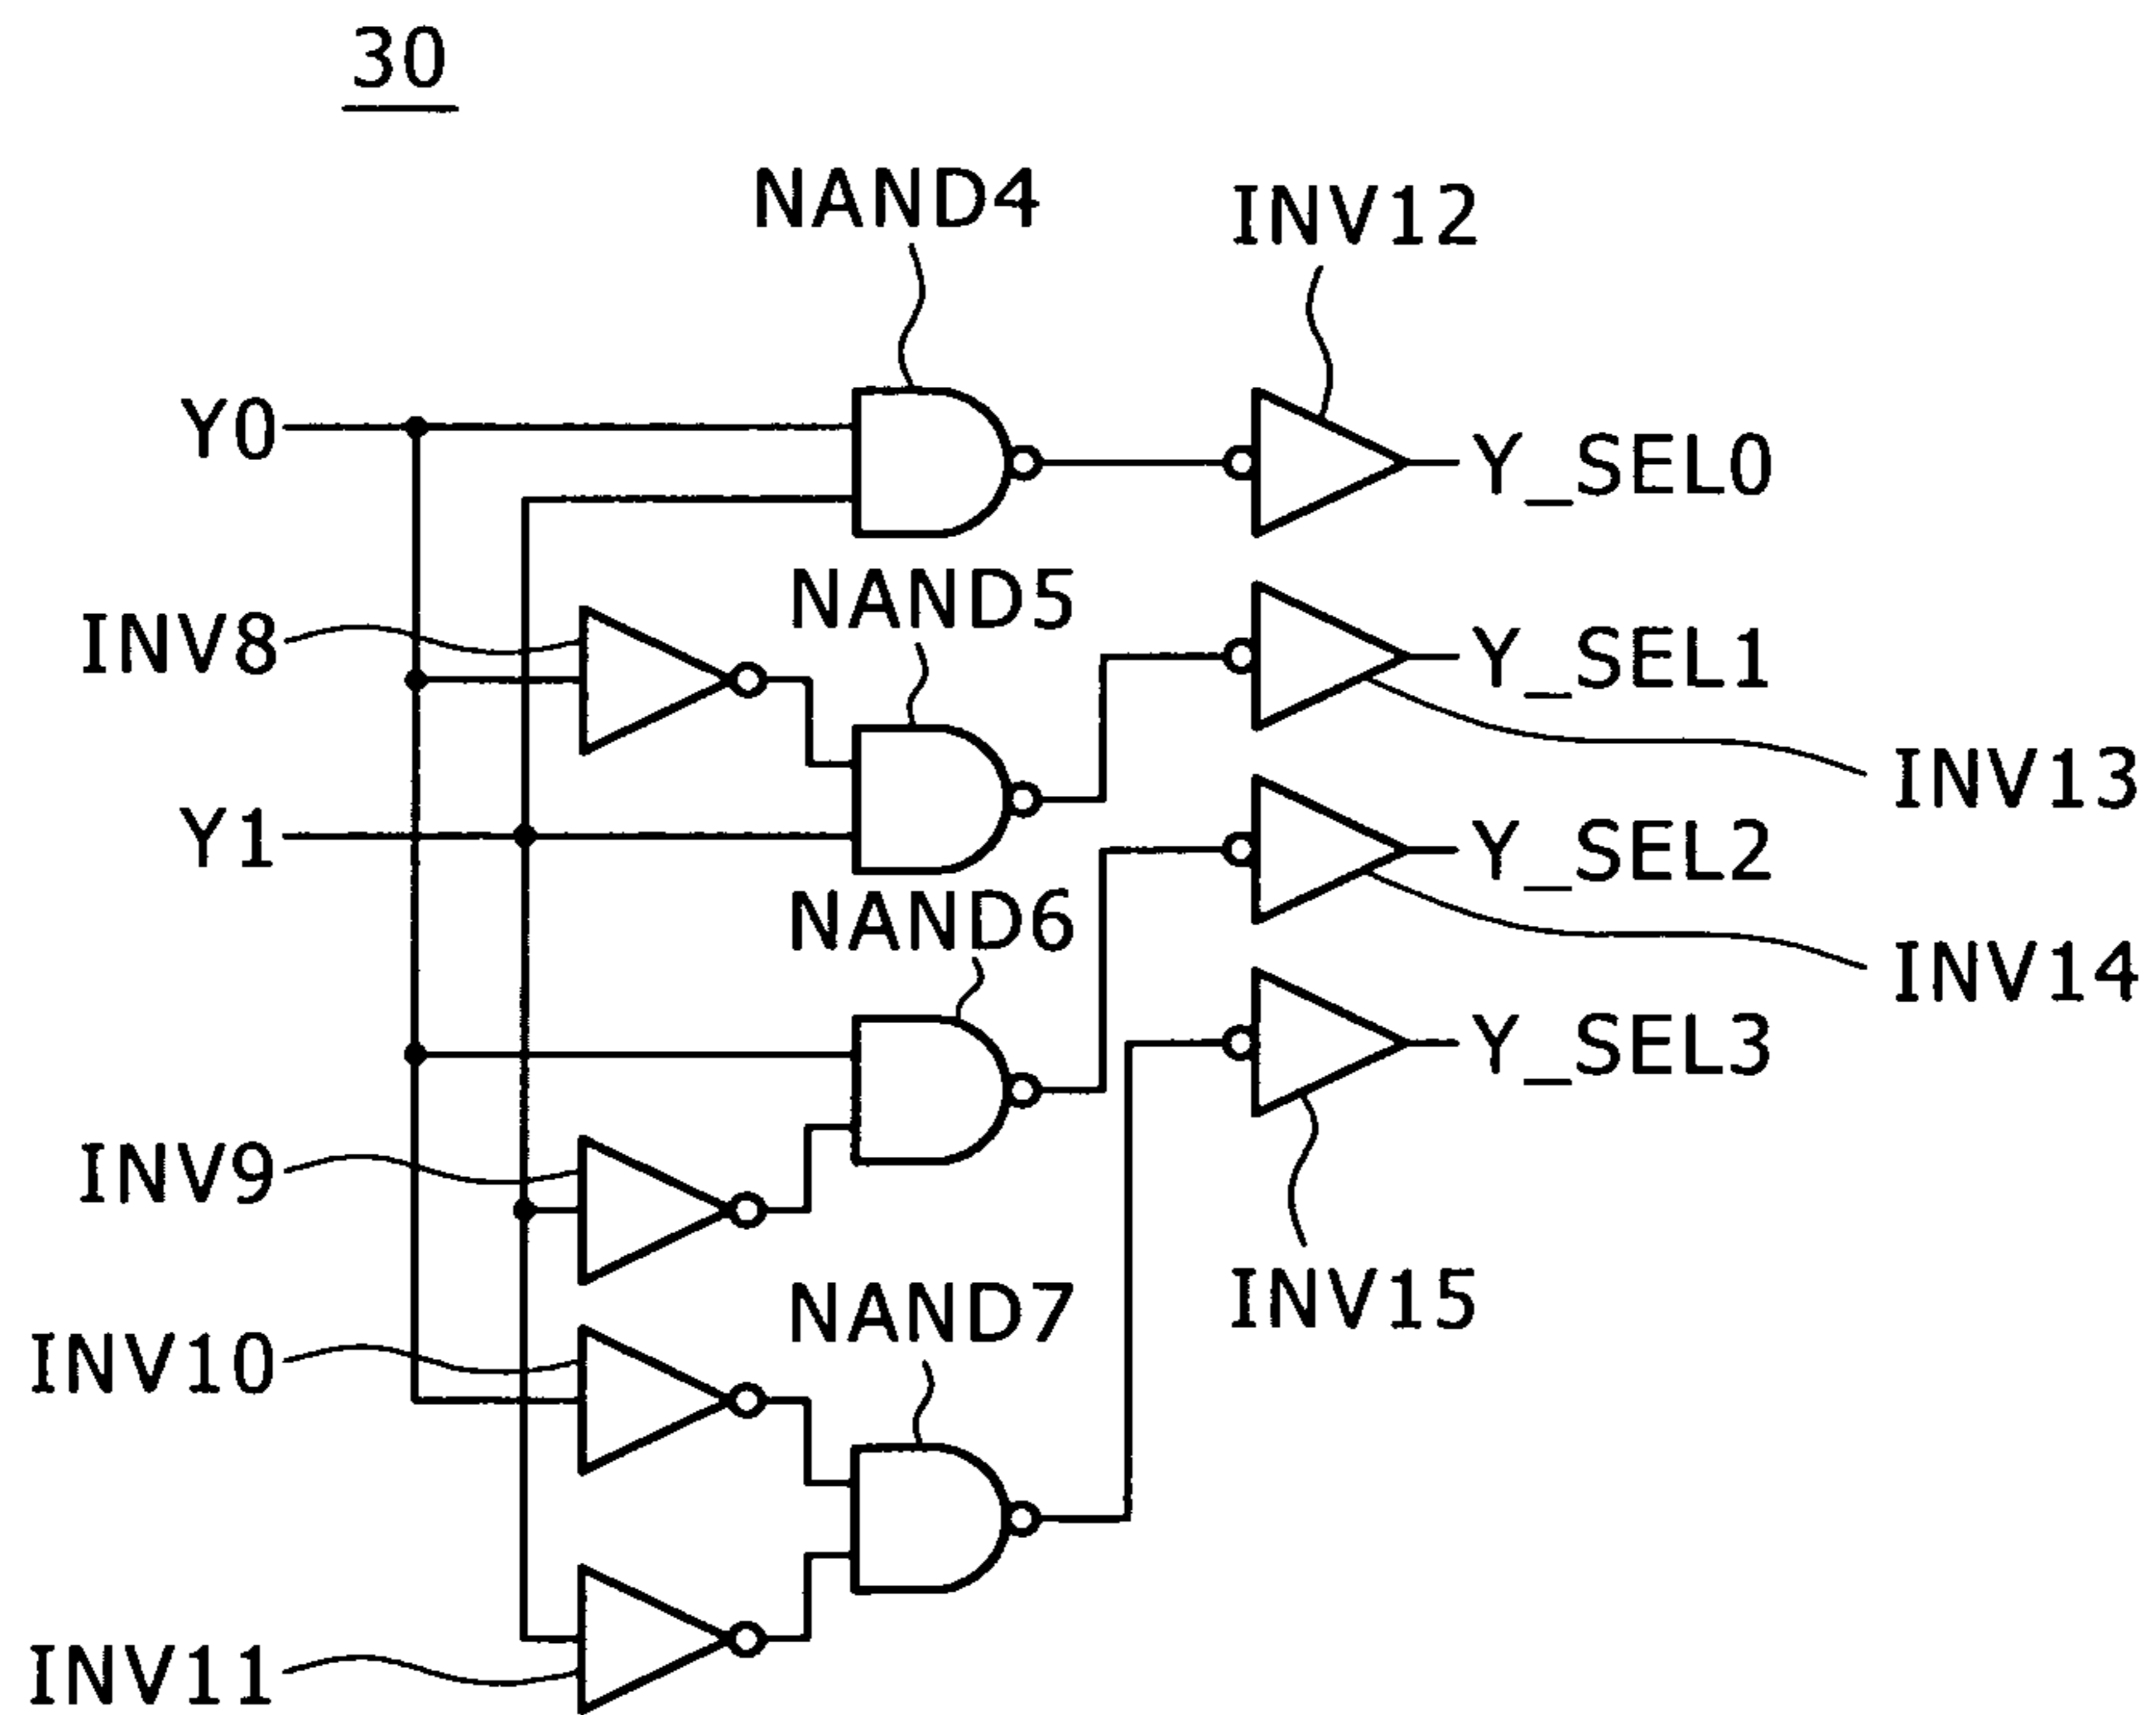 30
NAND4
INV12
Y0
Y_SEL0
NAND5
INV8
Y_SEL1
INV13
Y1
Y_SEL2
NAND6
INV14
Y_SEL3
INV9
INV15
NAND7
INV10
INV11